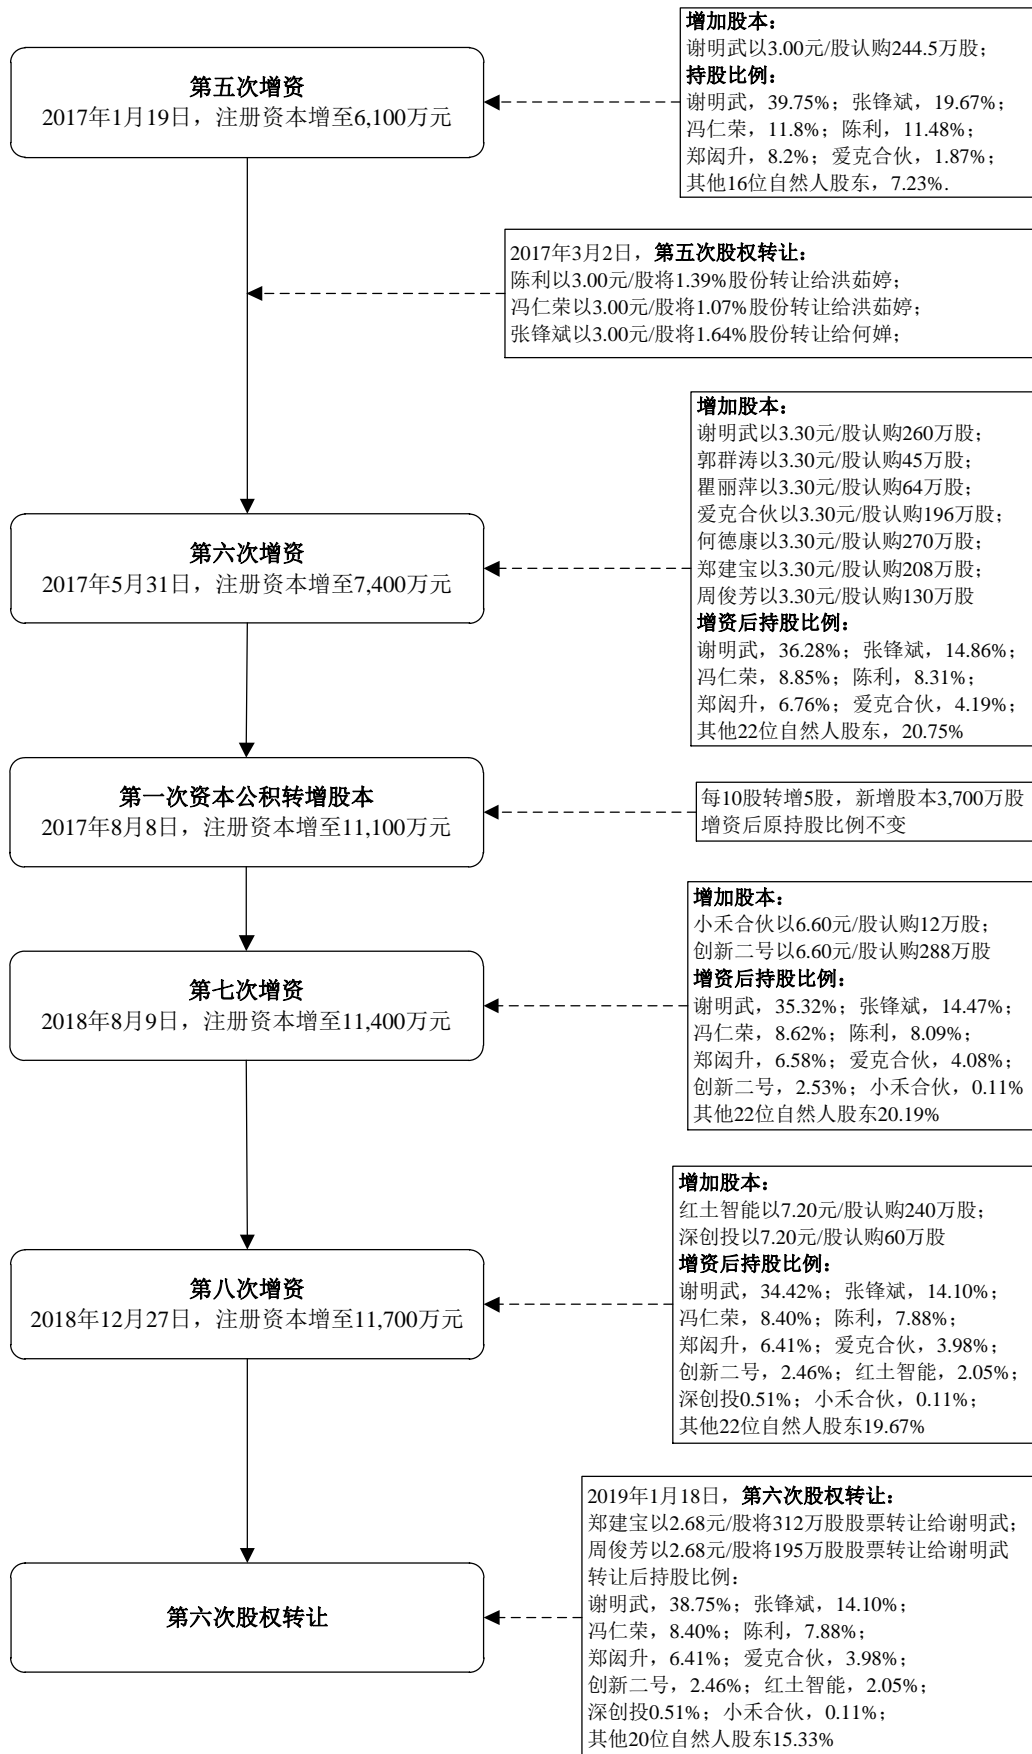 增加股本：
谢明武以3.00元/股认购244.5万股；
持股比例：
谢明武，39.75%；张锋斌，19.67%；
冯仁荣，11.8%；陈利，11.48%；
郑闳升，8.2%；爱克合伙，1.87%；
其他16位自然人股东，7.23%.
第五次增资
2017年1月19日，注册资本增至6,100万元
2017年3月2日，第五次股权转让：
陈利以3.00元/股将1.39%股份转让给洪茹婷；
冯仁荣以3.00元/股将1.07%股份转让给洪茹婷；
张锋斌以3.00元/股将1.64%股份转让给何婵；
增加股本：
谢明武以3.30元/股认购260万股；
郭群涛以3.30元/股认购45万股；
瞿丽萍以3.30元/股认购64万股；
爱克合伙以3.30元/股认购196万股；
何德康以3.30元/股认购270万股；
郑建宝以3.30元/股认购208万股；
周俊芳以3.30元/股认购130万股
增资后持股比例：
谢明武，36.28%；张锋斌，14.86%；
冯仁荣，8.85%；陈利，8.31%；
郑闳升，6.76%；爱克合伙，4.19%；
其他22位自然人股东，20.75%
第六次增资
2017年5月31日，注册资本增至7,400万元
第一次资本公积转增股本
2017年8月8日，注册资本增至11,100万元
每10股转增5股，新增股本3,700万股
增资后原持股比例不变
增加股本：
小禾合伙以6.60元/股认购12万股；
创新二号以6.60元/股认购288万股
增资后持股比例：
谢明武，35.32%；张锋斌，14.47%；
冯仁荣，8.62%；陈利，8.09%；
郑闳升，6.58%；爱克合伙，4.08%；
创新二号，2.53%；小禾合伙，0.11%
其他22位自然人股东20.19%
第七次增资
2018年8月9日，注册资本增至11,400万元
增加股本：
红土智能以7.20元/股认购240万股；
深创投以7.20元/股认购60万股
增资后持股比例：
谢明武，34.42%；张锋斌，14.10%；
冯仁荣，8.40%；陈利，7.88%；
郑闳升，6.41%；爱克合伙，3.98%；
创新二号，2.46%；红土智能，2.05%；
深创投0.51%；小禾合伙，0.11%；
其他22位自然人股东19.67%
第八次增资
2018年12月27日，注册资本增至11,700万元
2019年1月18日，第六次股权转让：
郑建宝以2.68元/股将312万股股票转让给谢明武；
周俊芳以2.68元/股将195万股股票转让给谢明武
转让后持股比例：
谢明武，38.75%；张锋斌，14.10%；
冯仁荣，8.40%；陈利，7.88%；
郑闳升，6.41%；爱克合伙，3.98%；
创新二号，2.46%；红土智能，2.05%；
深创投0.51%；小禾合伙，0.11%；
其他20位自然人股东15.33%
第六次股权转让